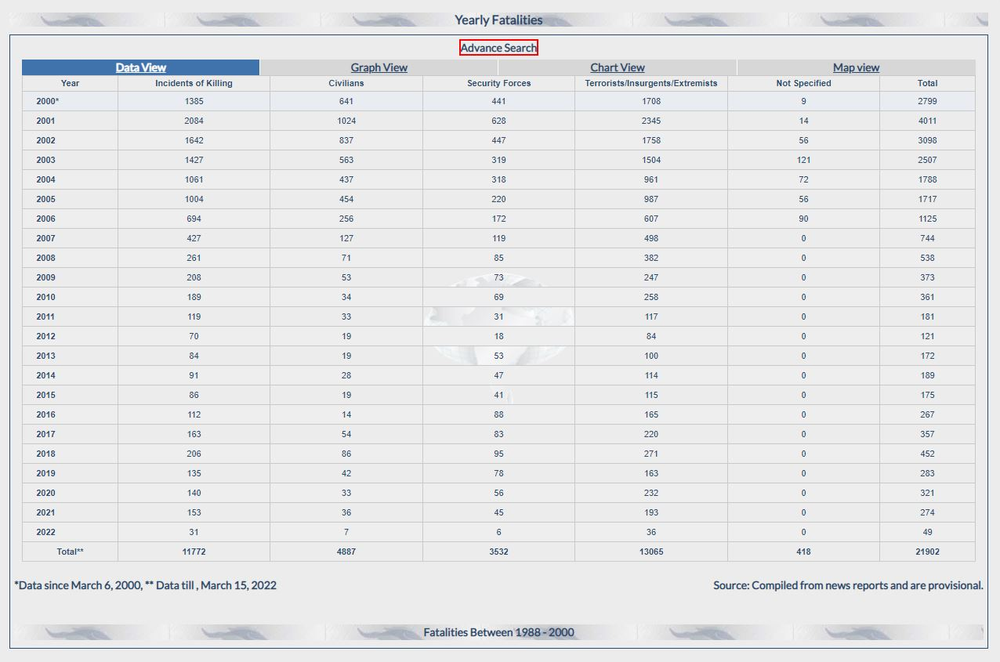 Yearly Fatalities
Advance Search
Data View Graph View Chart View Map view
Year Incidents of Killing Civilians Security Forces Terrorists/Insurgents/Extremists Not Specified Total
2000* 1385 641 441 1708 9 2799
2001 2084 1024 628 2345 14 4011
2002 1642 837 447 1758 56 3098
2003 1427 563 319 1504 121 2507
2004 1061 437 318 961 72 1788
2005 1004 454 220 987 56 1717
2006 694 256 172 607 90 1125
2007 427 127 119 498 0 744
2008 261 71 85 382 0 538
2009 208 53 73 247 0 373
2010 189 34 69 258 0 361
2011 119 33 31 117 0 181
2012 70 19 18 84 0 121
2013 84 19 53 100 0 172
2014 91 28 47 114 0 189
2015 86 19 41 115 0 175
2016 112 14 88 165 0 267
2017 163 54 83 220 0 357
2018 206 86 95 271 0 452
2019 135 42 78 163 0 283
2020 140 33 56 232 0 321
2021 153 36 45 193 0 274
2022 31 7 6 36 0 49
Total** 11772 4887 3532 13065 418 21902
*Data since March 6, 2000, ** Data till , March 15, 2022 Source: Compiled from news reports and are provisional.
Fatalities Between 1988 - 2000